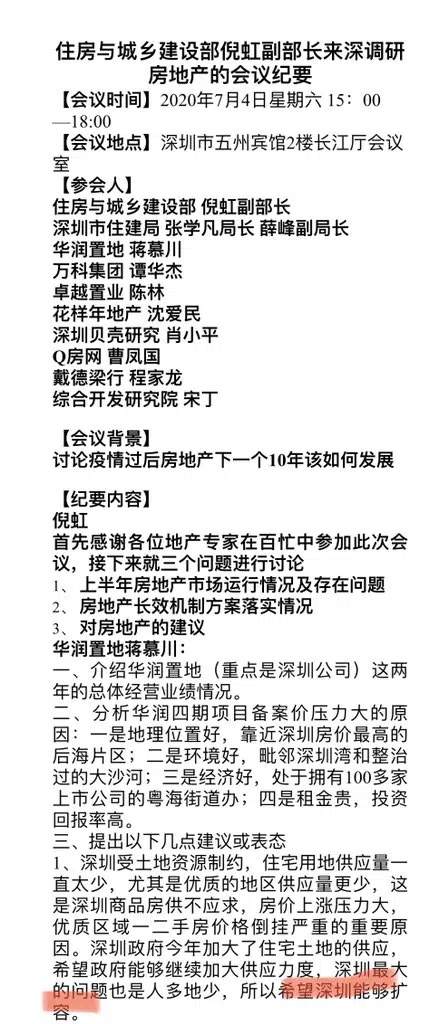 住房与城乡建设部倪虹副部长来深调研
房地产的会议纪要
【会议时间】2020年7月4日星期六 15：00
—18:00
【会议地点】深圳市五州宾馆2楼长江厅会议
室
【参会人】
住房与城乡建设部 倪虹副部长
深圳市住建局 张学凡局长 薛峰副局长
华润置地 蒋慕川
万科集团 谭华杰
卓越置业 陈林
花样年地产 沈爱民
深圳贝壳研究 肖小平
Q房网 曹凤国
戴德梁行 程家龙
综合开发研究院 宋丁
【会议背景】
讨论疫情过后房地产下一个10年该如何发展
【纪要内容】
倪虹
首先感谢各位地产专家在百忙中参加此次会
议，接下来就三个问题进行讨论
1、上半年房地产市场运行情况及存在问题
2、房地产长效机制方案落实情况
3、对房地产的建议
华润置地蒋慕川：
一、介绍华润置地（重点是深圳公司）这两
年的总体经营业绩情况。
二、分析华润四期项目备案价压力大的原
因：一是地理位置好，靠近深圳房价最高的
后海片区；二是环境好，毗邻深圳湾和整治
过的大沙河；三是经济好，处于拥有100多家
上市公司的粤海街道办；四是租金贵，投资
回报率高。
三、提出以下几点建议或表态
1、深圳受土地资源制约，住宅用地供应量一
直太少，尤其是优质的地区供应量更少，这
是深圳商品房供不应求，房价上涨压力大，
优质区域一二手房价格倒挂严重的重要原
因。深圳政府今年加大了住宅土地的供应，
希望政府能够继续加大供应力度，深圳最大
的问题也是人多地少，所以希望深圳能够扩
容。